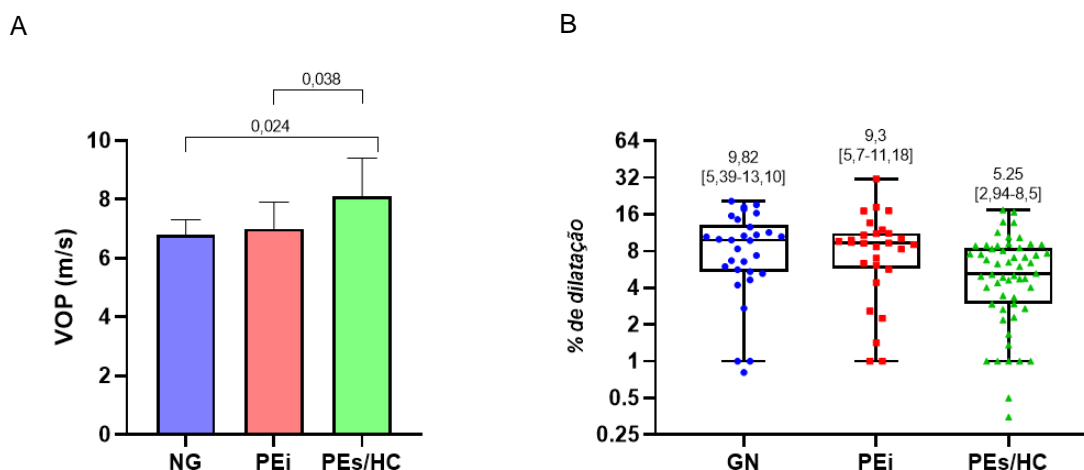 A
B
0,038
0,024
VOP (m/s)
10
8
6
4
2
0
NG
PEi
PEs/HC
% de dilatação
64
32
16
8
4
2
1
0.5
0.25
9,82
[5,39-13,10]
9,3
[5,7-11,18]
5.25
[2,94-8,5]
GN
PEi
PEs/HC